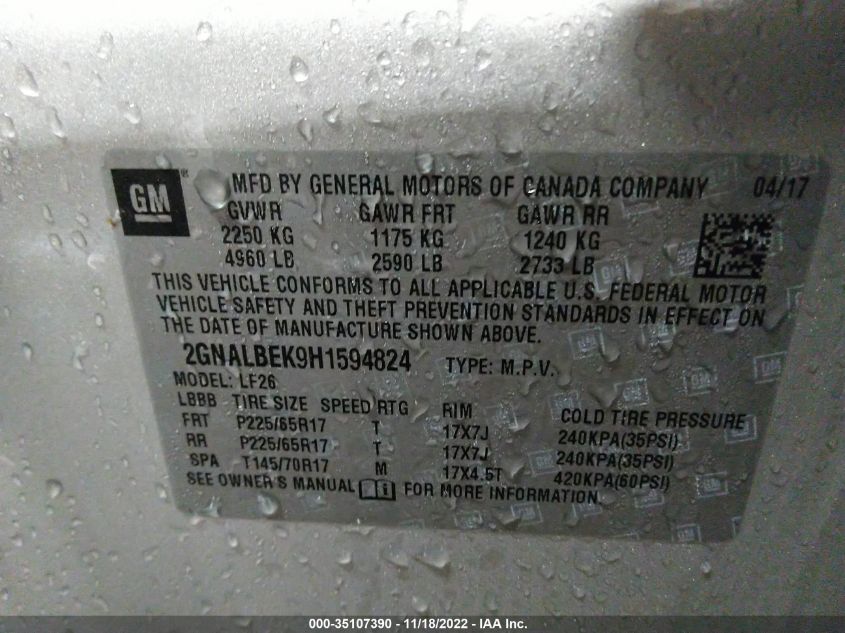 GM
MFD BY GENERAL MOTORS OF CANADA COMPANY 04/17
GVWR GAWR FRT GAWR RR
2250 KG 1175 KG 1240 KG
4960 LB 2590 LB 2733 LB
THIS VEHICLE CONFORMS TO ALL APPLICABLE U.S. FEDERAL MOTOR
VEHICLE SAFETY AND THEFT PREVENTION STANDARDS IN EFFECT ON
THE DATE OF MANUFACTURE SHOWN ABOVE.
2GNALBEK9H1594824 TYPE: M.P.V.
MODEL: LF26
LBBB TIRE SIZE SPEED RTG RIM COLD TIRE PRESSURE
FRT P225/65R17 T 17X7J 240KPA(35PSI)
RR P225/65R17 T 17X7J 240KPA(35PSI)
SPA T145/70R17 M 17X4.5T 420KPA(60PSI)
SEE OWNER'S MANUAL FOR MORE INFORMATION
000-35107390 - 11/18/2022 - IAA Inc.